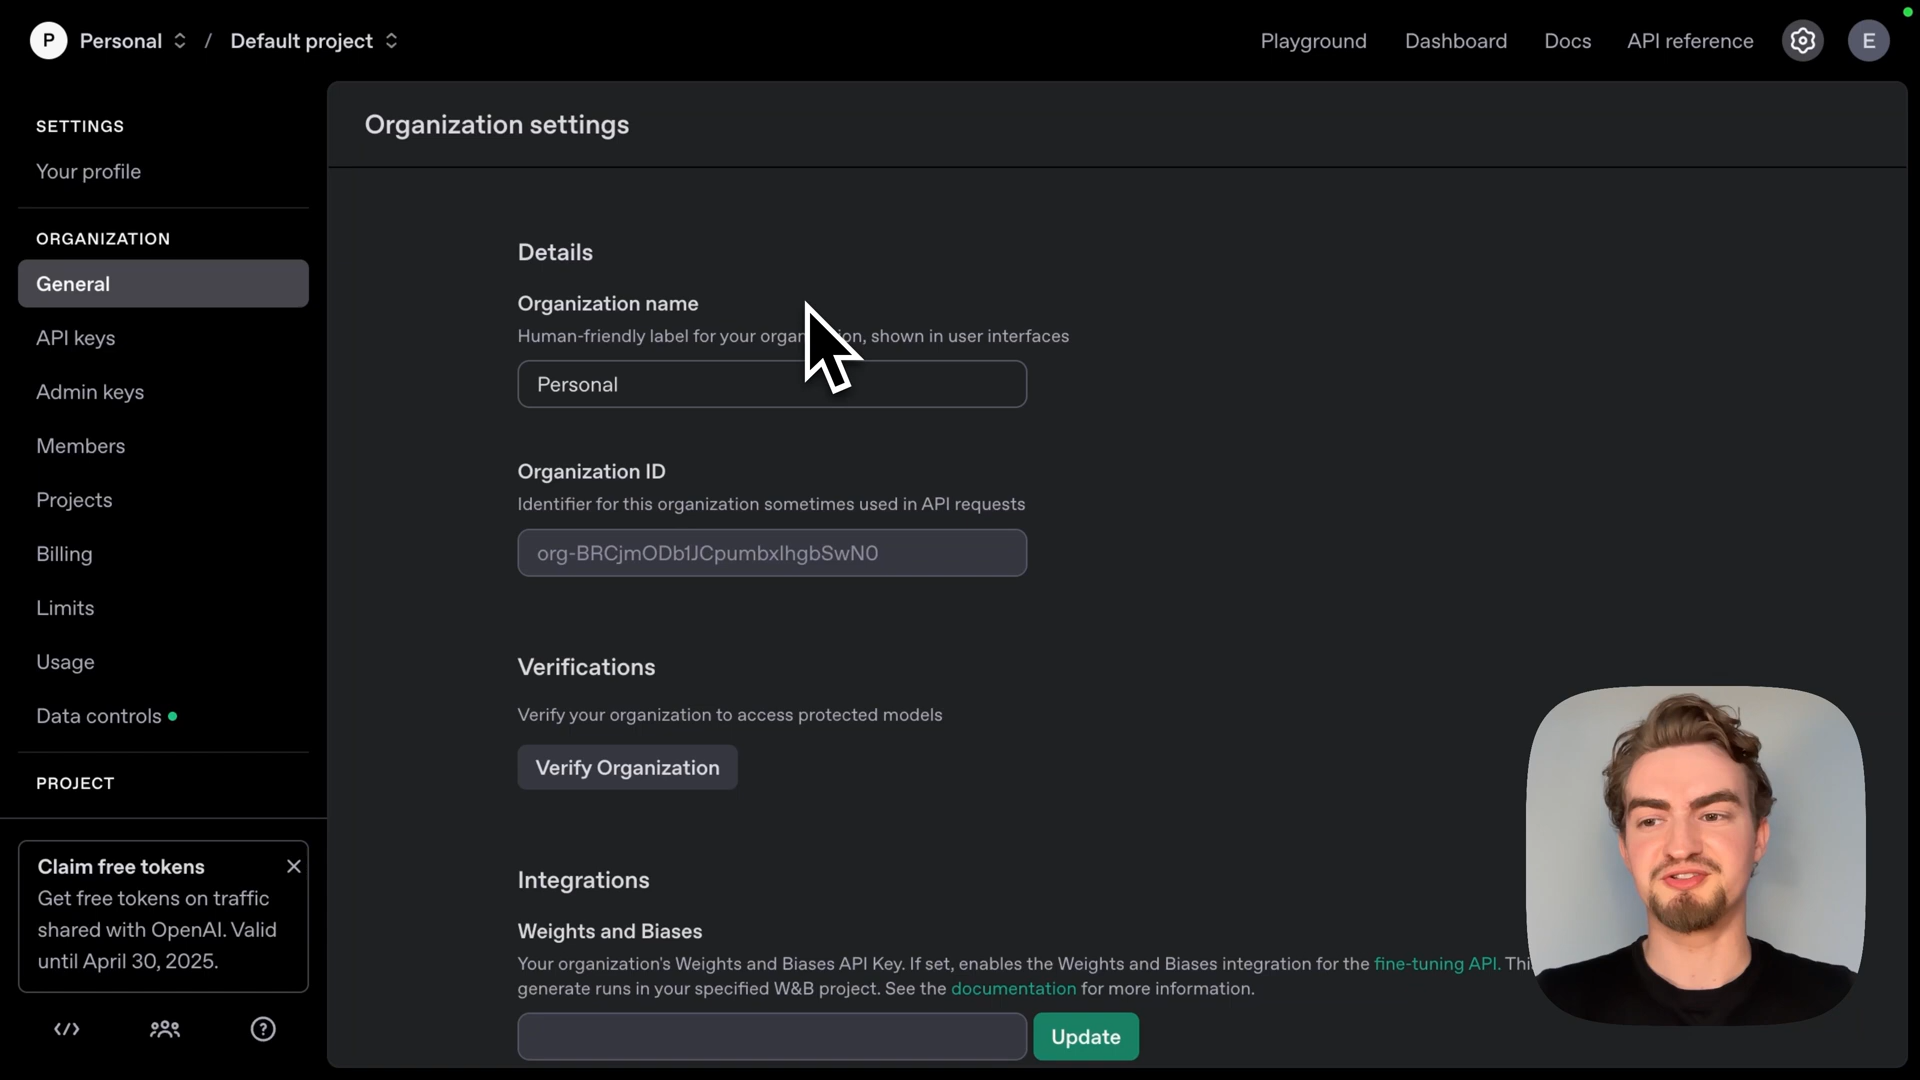 P Personal / Default project
Playground Dashboard Docs API reference E
SETTINGS
Your profile
ORGANIZATION
General
API keys
Admin keys
Members
Projects
Billing
Limits
Usage
Data controls
PROJECT
Claim free tokens
Get free tokens on traffic
shared with OpenAI. Valid
until April 30, 2025.
Organization settings
Details
Organization name
Human-friendly label for your organ on, shown in user interfaces
Personal
Organization ID
Identifier for this organization sometimes used in API requests
org-BRCjmODb1JCpumbxIhgbSwN0
Verifications
Verify your organization to access protected models
Verify Organization
Integrations
Weights and Biases
Your organization's Weights and Biases API Key. If set, enables the Weights and Biases integration for the fine-tuning API. Thi
generate runs in your specified W&B project. See the documentation for more information.
Update